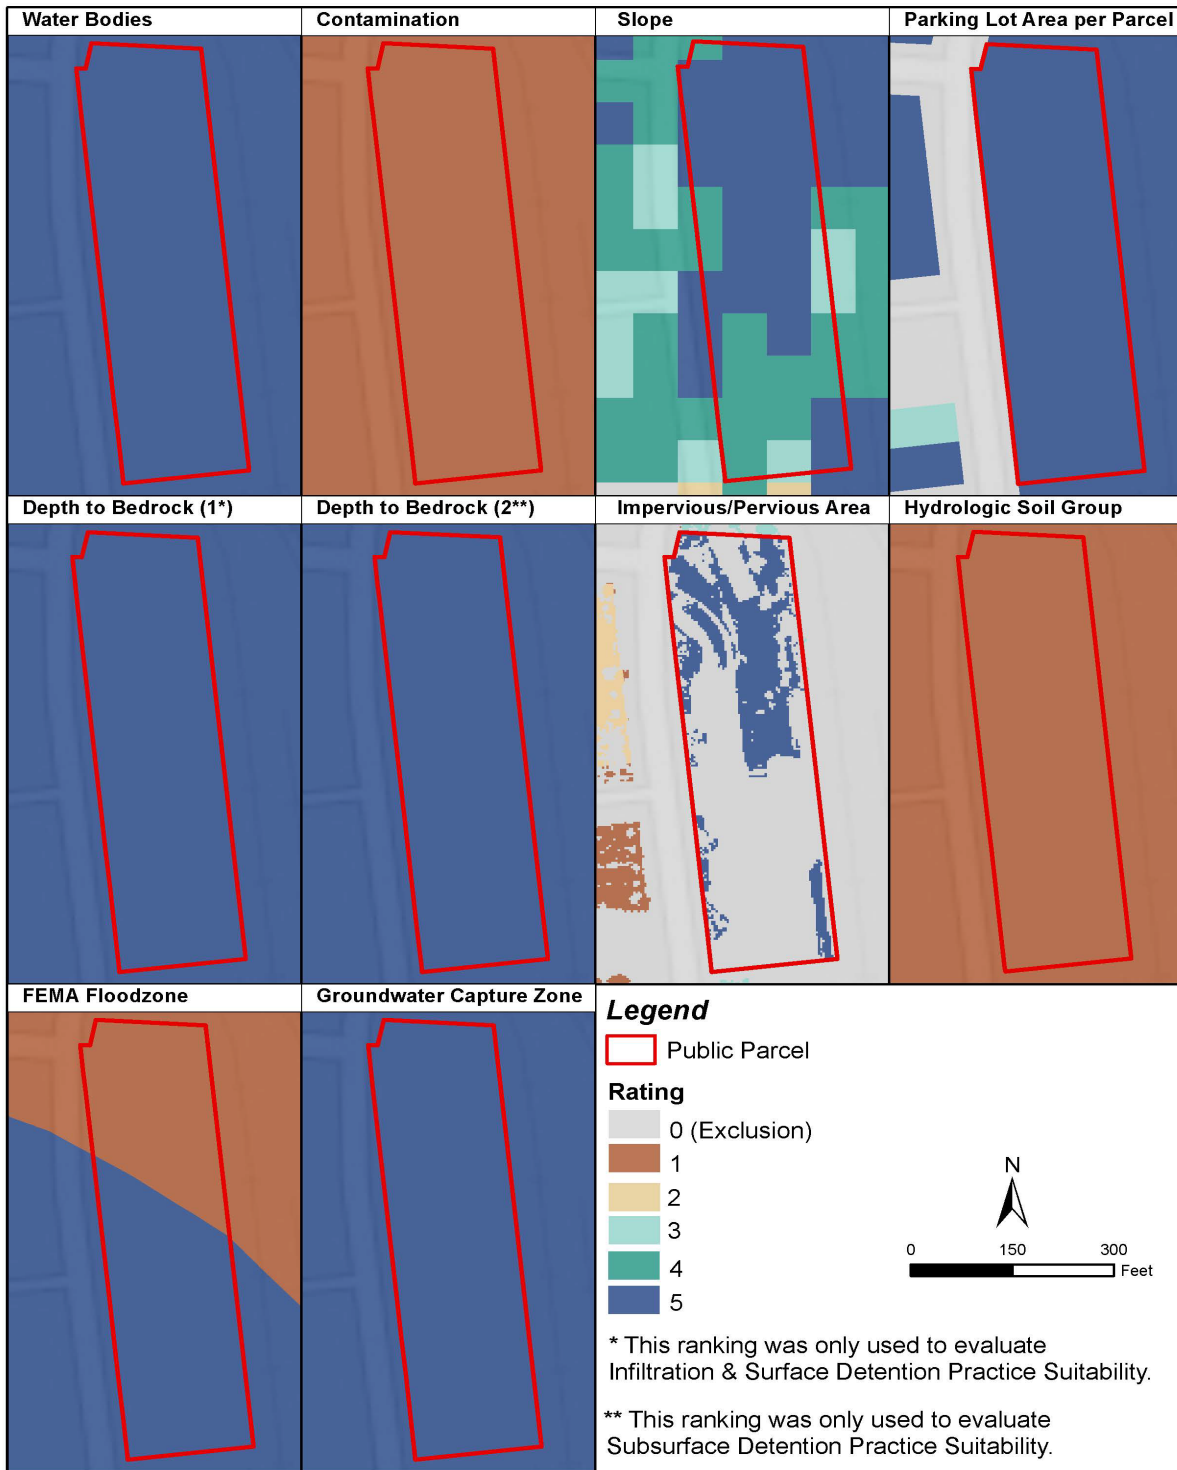 Water Bodies
Contamination
Slope
Parking Lot Area per Parcel
Depth to Bedrock (1*)
Depth to Bedrock (2**)
Impervious/Pervious Area
Hydrologic Soil Group
FEMA Floodzone
Groundwater Capture Zone
Legend
Public Parcel
Rating
0 (Exclusion)
1
2
3
4
5
N
0 150 300
Feet
* This ranking was only used to evaluate
Infiltration & Surface Detention Practice Suitability.
** This ranking was only used to evaluate
Subsurface Detention Practice Suitability.